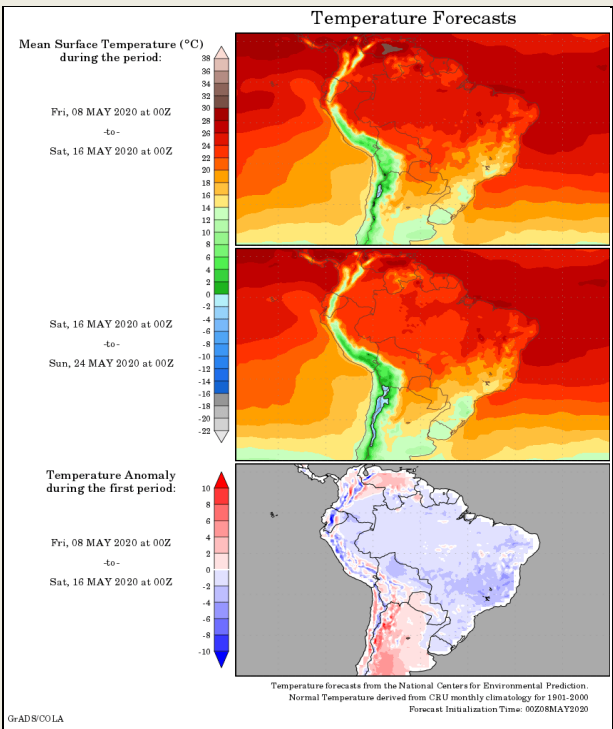 Temperature Forecasts
Mean Surface Temperature (°C)
during the period:
Fri, 08 MAY 2020 at 00Z
-to-
Sat, 16 MAY 2020 at 00Z
38
36
34
32
30
28
26
24
22
20
18
16
14
12
10
8
6
4
2
0
-2
-4
-6
-8
-10
-12
-14
-16
-18
-20
-22
Sat, 16 MAY 2020 at 00Z
-to-
Sun, 24 MAY 2020 at 00Z
Temperature Anomaly
during the first period:
Fri, 08 MAY 2020 at 00Z
-to-
Sat, 16 MAY 2020 at 00Z
10
8
6
4
2
0
-2
-4
-6
-8
-10
Temperature forecasts from the National Centers for Environmental Prediction.
Normal Temperature derived from CRU monthly climatology for 1901-2000
Forecast Initialization Time: 00Z08MAY2020
GrADS/COLA